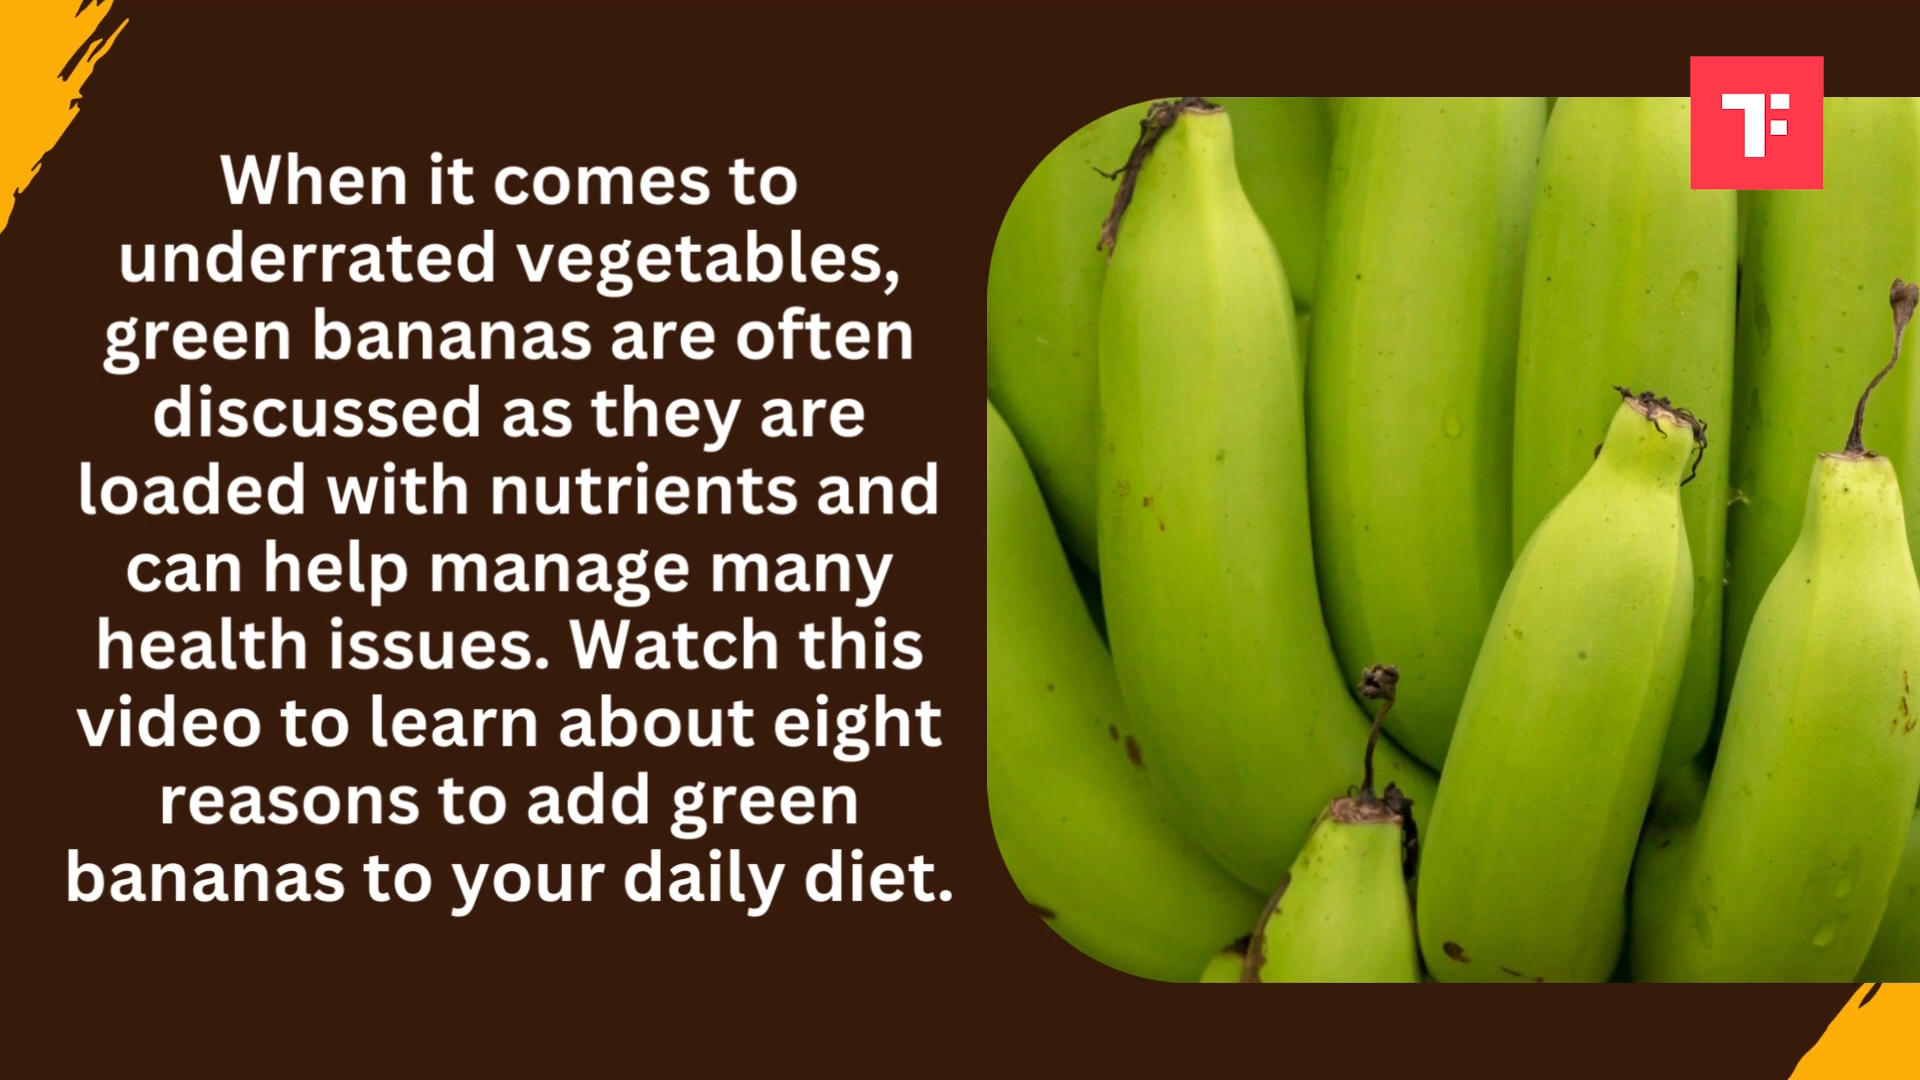 When it comes to
underrated vegetables,
green bananas are often
discussed as they are
loaded with nutrients and
can help manage many
health issues. Watch this
video to learn about eight
reasons to add green
bananas to your daily diet.